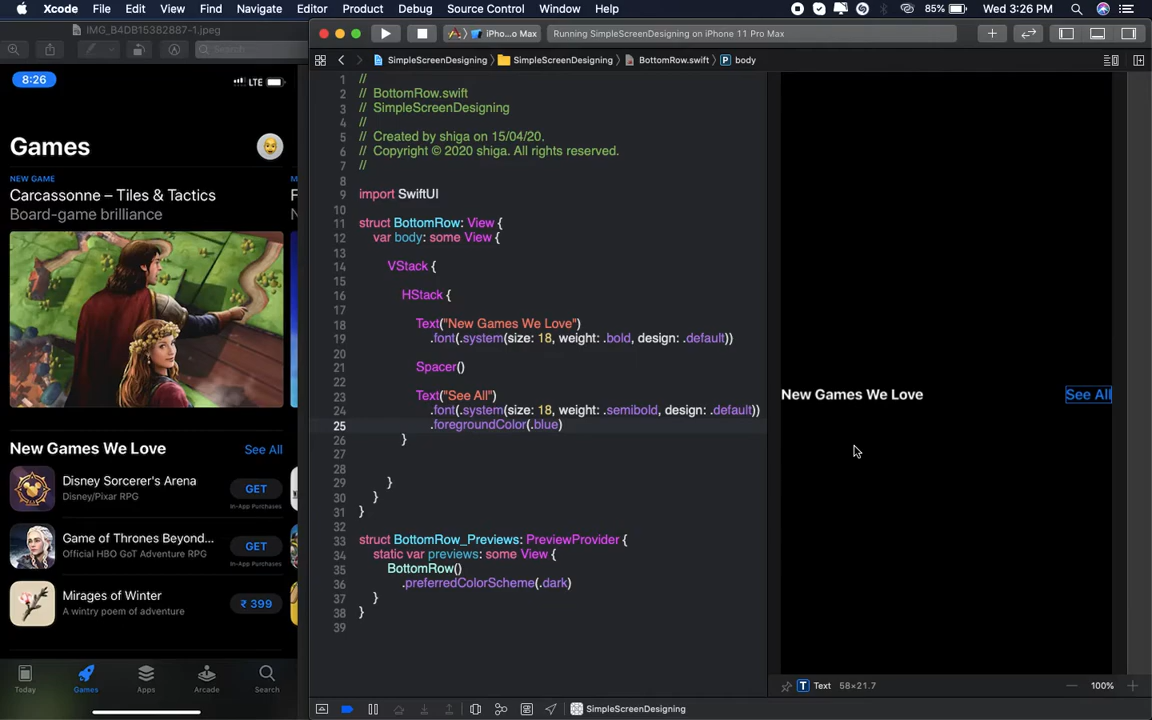 Xcode File Edit View Find Navigate Editor Product Debug Source Control Window Help 85% Wed 3:26 PM
IMG_B4DB15382887-1.jpeg
Search
8:26
LTE
Games
NEW GAME
Carcassonne – Tiles & Tactics
Board-game brilliance
New Games We Love
See All
Disney Sorcerer's Arena
Disney/Pixar RPG
GET
In-App Purchases
Game of Thrones Beyond...
Official HBO GoT Adventure RPG
GET
In-App Purchases
Mirages of Winter
A wintry poem of adventure
₹ 399
Today Games Apps Arcade Search
iPho...o Max
Running SimpleScreenDesigning on iPhone 11 Pro Max
SimpleScreenDesigning SimpleScreenDesigning BottomRow.swift P body
1 //
2 // BottomRow.swift
3 // SimpleScreenDesigning
4 //
5 // Created by shiga on 15/04/20.
6 // Copyright © 2020 shiga. All rights reserved.
7 //
8
9 import SwiftUI
10
11 struct BottomRow: View {
12 var body: some View {
13
14 VStack {
15
16 HStack {
17
18 Text("New Games We Love")
19 .font(.system(size: 18, weight: .bold, design: .default))
20
21 Spacer()
22
23 Text("See All")
24 .font(.system(size: 18, weight: .semibold, design: .default))
25 .foregroundColor(.blue)
26 }
27
28
29 }
30 }
31 }
32
33 struct BottomRow_Previews: PreviewProvider {
34 static var previews: some View {
35 BottomRow()
36 .preferredColorScheme(.dark)
37 }
38 }
39
New Games We Love See All
T Text 58×21.7
100%
SimpleScreenDesigning